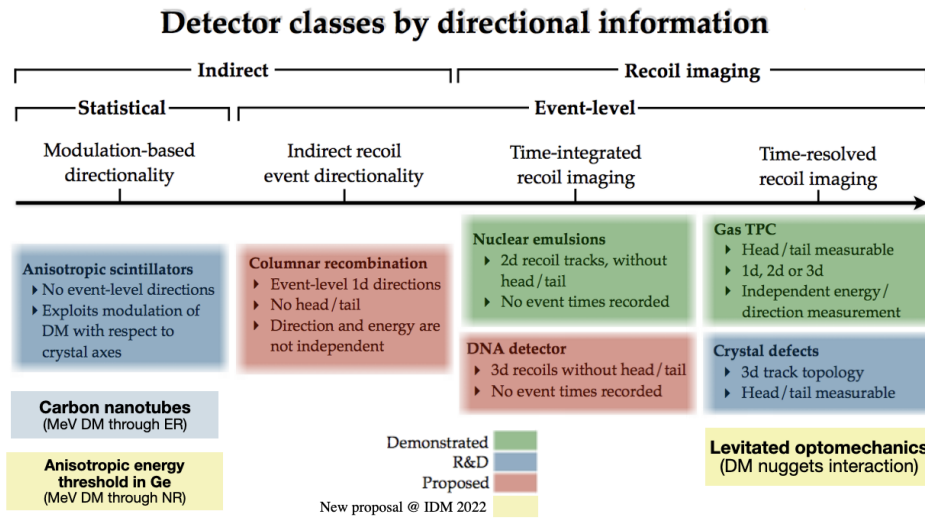 Detector classes by directional information
Indirect
Recoil imaging
Statistical
Event-level
Modulation-based
directionality
Indirect recoil
event directionality
Time-integrated
recoil imaging
Time-resolved
recoil imaging
Anisotropic scintillators
‣ No event-level directions
‣ Exploits modulation of
DM with respect to
crystal axes
Columnar recombination
‣ Event-level 1d directions
‣ No head/tail
‣ Direction and energy are
not independent
Nuclear emulsions
‣ 2d recoil tracks, without
head/tail
‣ No event times recorded
Gas TPC
‣ Head/tail measurable
‣ 1d, 2d or 3d
‣ Independent energy/
direction measurement
DNA detector
‣ 3d recoils without head/tail
‣ No event times recorded
Crystal defects
‣ 3d track topology
‣ Head/tail measurable
Carbon nanotubes
(MeV DM through ER)
Anisotropic energy
threshold in Ge
(MeV DM through NR)
Demonstrated
R&D
Proposed
New proposal @ IDM 2022
Levitated optomechanics
(DM nuggets interaction)